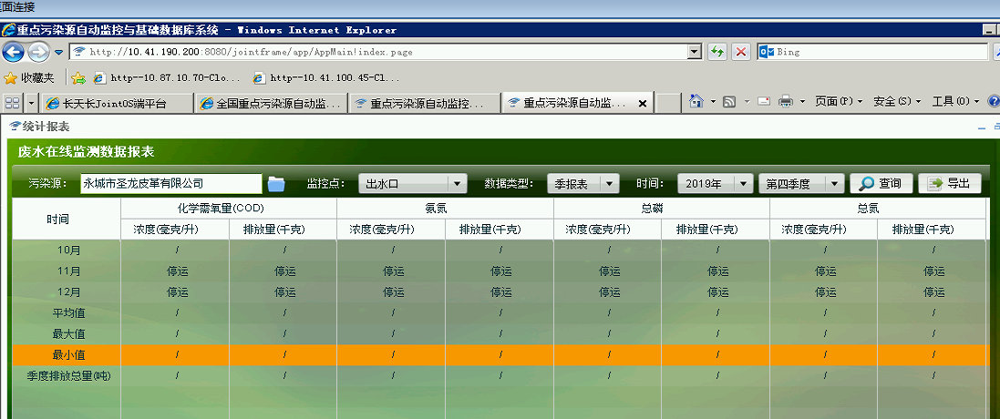 面连接
重点污染源自动监控与基础数据库系统 - Windows Internet Explorer
http://10.41.190.200:8080/jointframe/app/AppMain!index.page
Bing
收藏夹 http--10.87.10.70-Clo... http--10.41.100.45-Cl...
长天长JointOS端平台 全国重点污染源自动监... 重点污染源自动监控... 重点污染源自动监... 页面(P) 安全(S) 工具(O)
统计报表
废水在线监测数据报表
污染源: 永城市圣龙皮革有限公司 监控点: 出水口 数据类型: 季报表 时间: 2019年 第四季度 查询 导出
时间 化学需氧量(COD) 氨氮 总磷 总氮
浓度(毫克/升) 排放量(千克) 浓度(毫克/升) 排放量(千克) 浓度(毫克/升) 排放量(千克) 浓度(毫克/升) 排放量(千克)
10月 / / / / / / / /
11月 停运 停运 停运 停运 停运 停运 停运 停运
12月 停运 停运 停运 停运 停运 停运 停运 停运
平均值 / / / / / / / /
最大值 / / / / / / / /
最小值 / / / / / / / /
季度排放总量(吨) / / / / / / / /